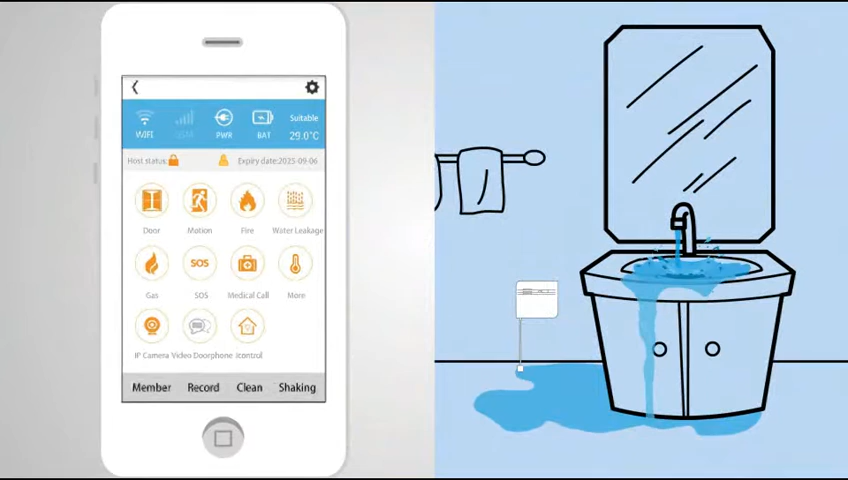 Suitable
WIFI GSM PWR BAT 29.0°C
Host status: Expiry date:2025-09-06
Door Motion Fire Water Leakage
SOS
Gas SOS Medical Call More
IP Camera Video Doorphone icontrol
Member Record Clean Shaking